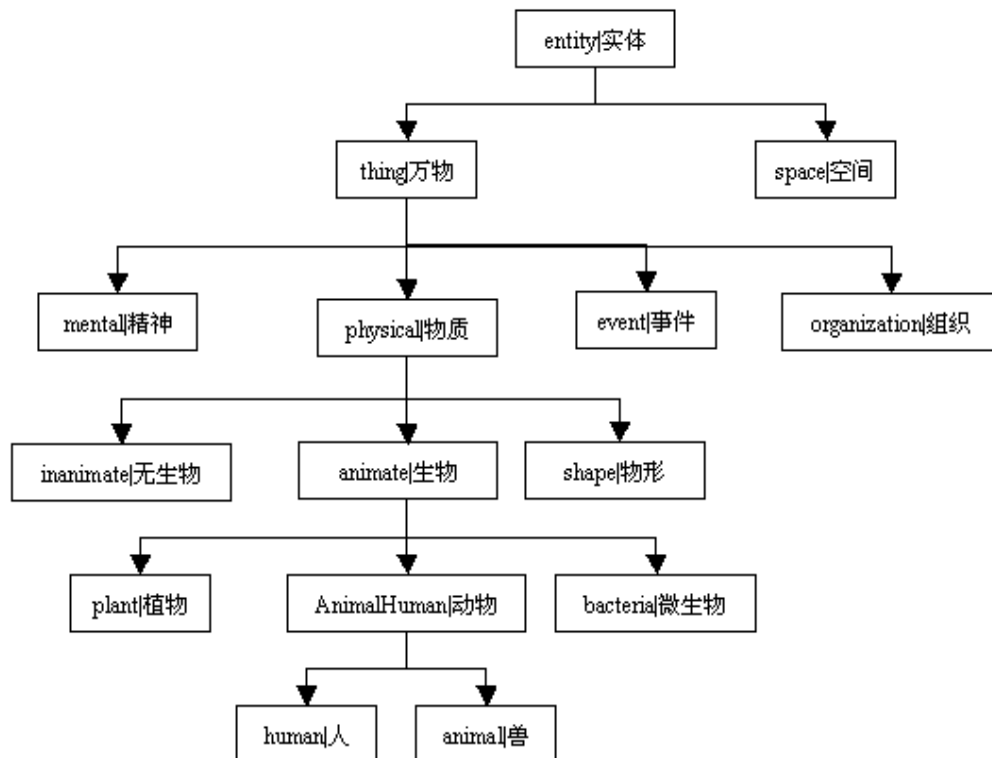 entity|实体
thing|万物
space|空间
mental|精神
physical|物质
event|事件
organization|组织
inanimate|无生物
animate|生物
shape|物形
plant|植物
AnimalHuman|动物
bacteria|微生物
human|人
animal|兽